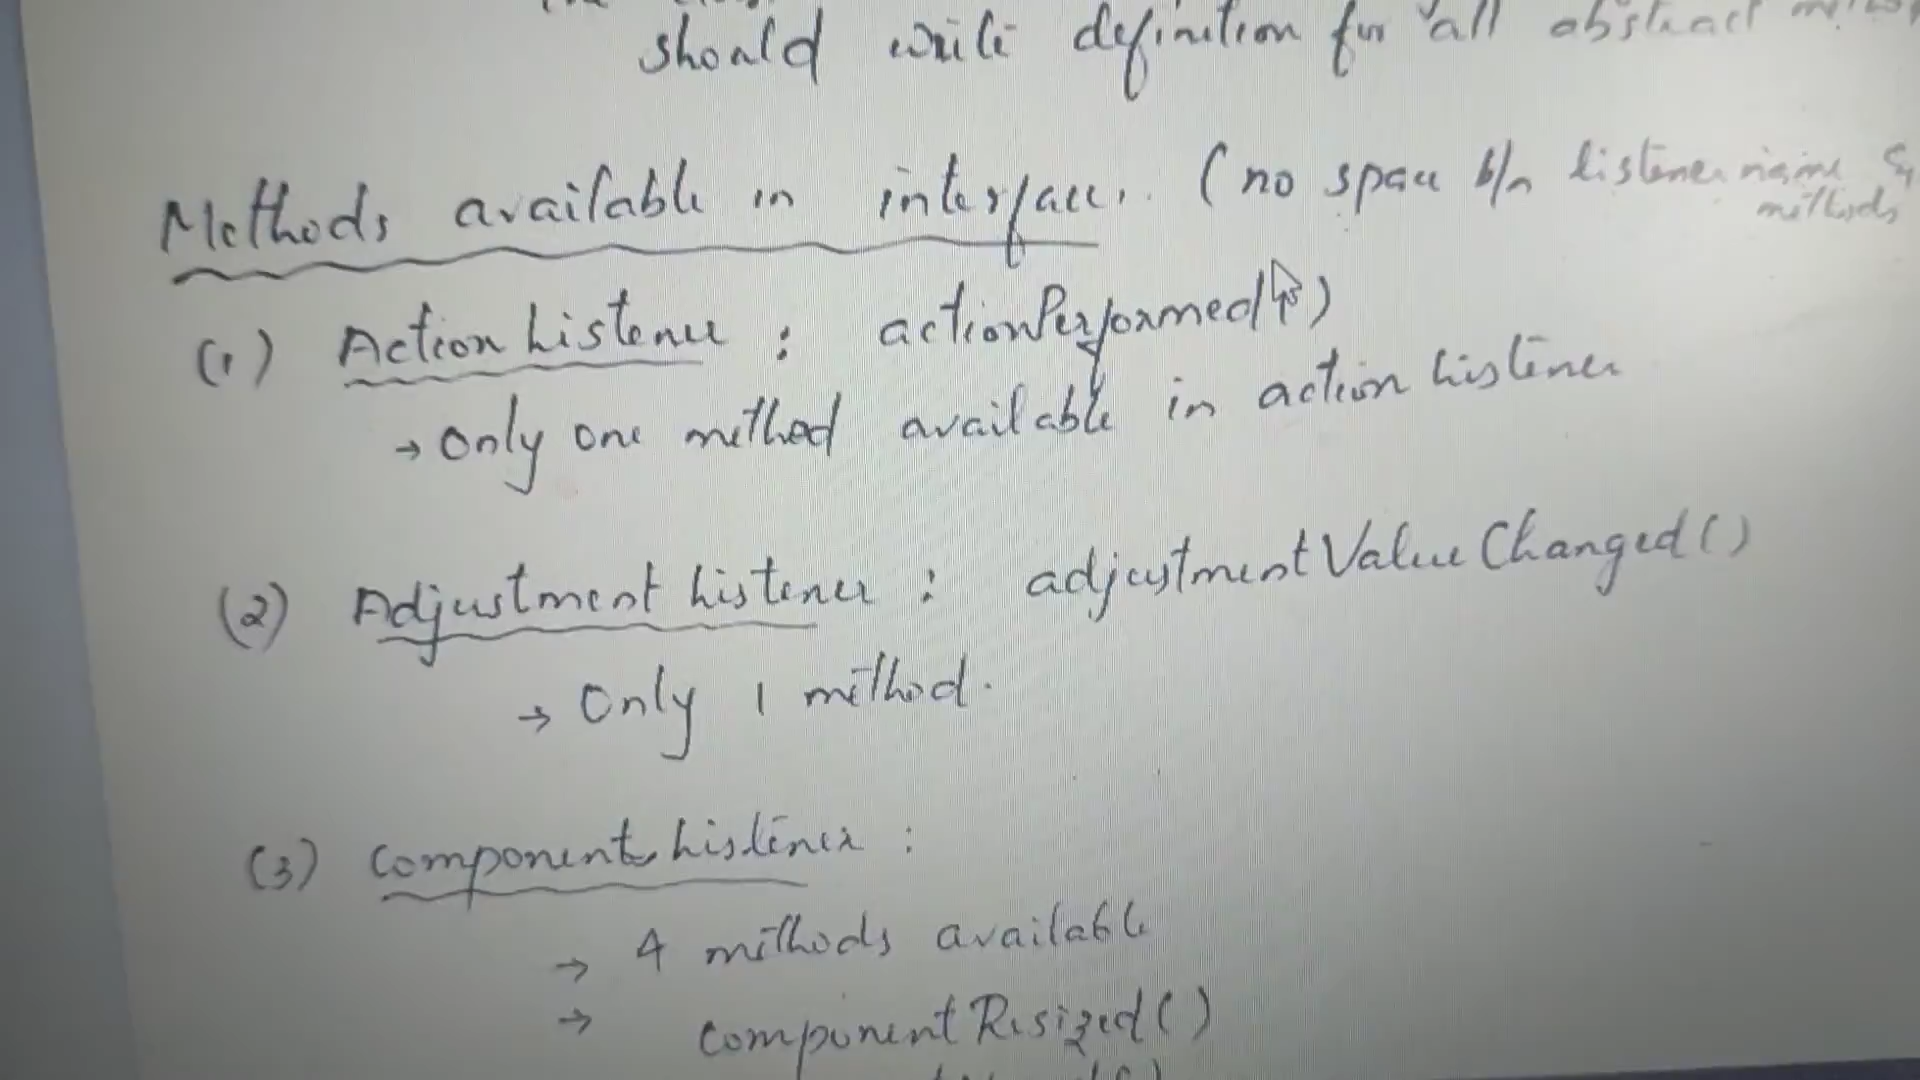 should write definition for all abstract
Methods available in interface. (no space b/n listener name &
methods
(1) Action Listener : actionPerformed()
→ Only one method available in action Listener
(2) Adjustment Listener : adjustmentValueChanged()
→ Only 1 method.
(3) Component Listener :
→ 4 methods available
→ componentResized()